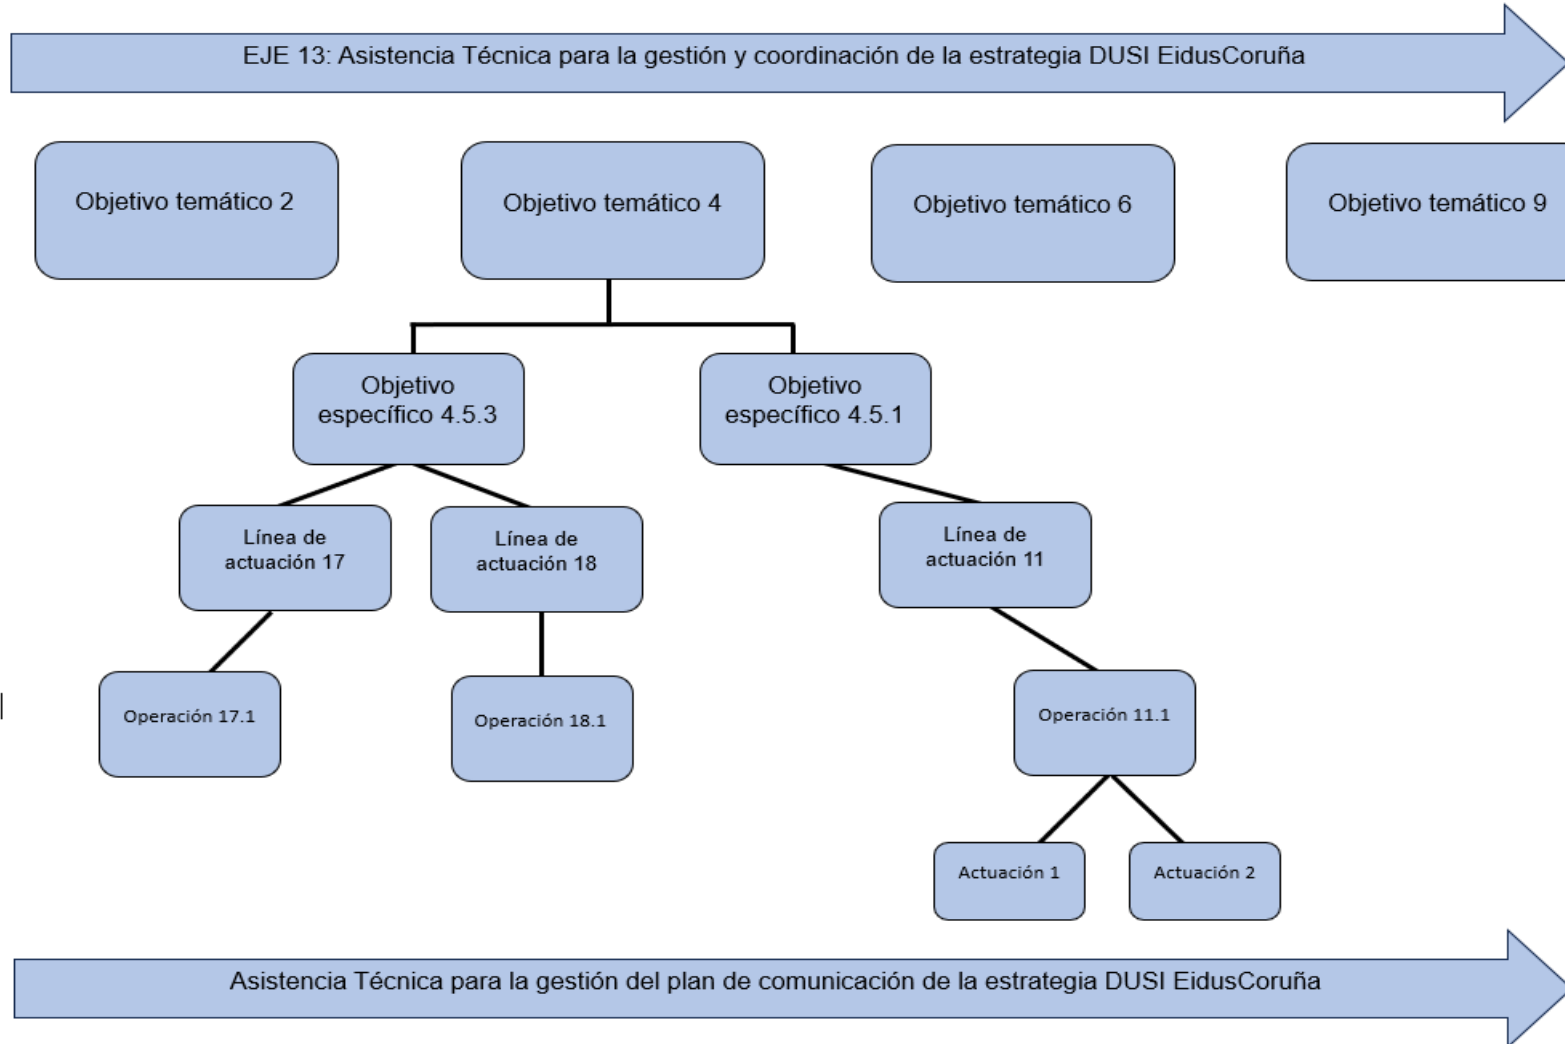 EJE 13: Asistencia Técnica para la gestión y coordinación de la estrategia DUSI EidusCoruña
Objetivo temático 2
Objetivo temático 4
Objetivo temático 6
Objetivo temático 9
Objetivo
específico 4.5.3
Objetivo
específico 4.5.1
Línea de
actuación 17
Línea de
actuación 18
Línea de
actuación 11
Operación 17.1
Operación 18.1
Operación 11.1
Actuación 1
Actuación 2
Asistencia Técnica para la gestión del plan de comunicación de la estrategia DUSI EidusCoruña